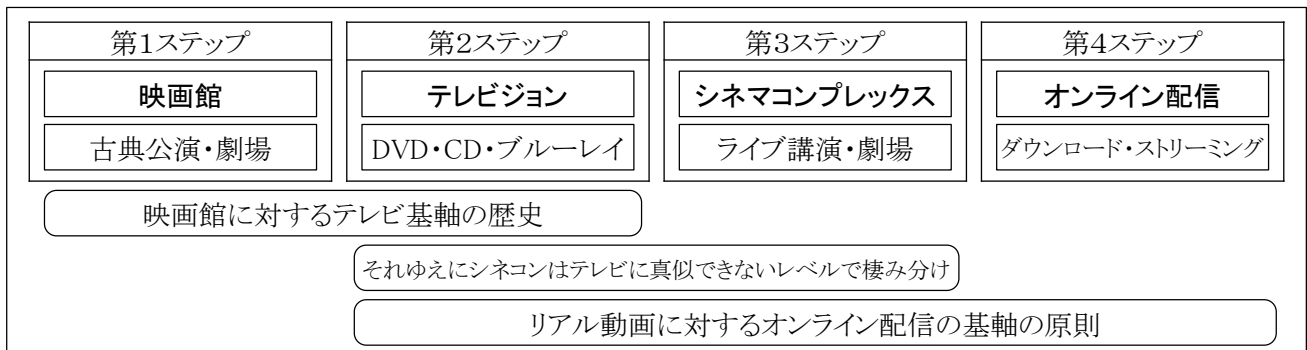 第1ステップ
第2ステップ
第3ステップ
第4ステップ
映画館
テレビジョン
シネマコンプレックス
オンライン配信
古典公演・劇場
DVD・CD・ブルーレイ
ライブ講演・劇場
ダウンロード・ストリーミング
映画館に対するテレビ基軸の歴史
それゆえにシネコンはテレビに真似できないレベルで棲み分け
リアル動画に対するオンライン配信の基軸の原則